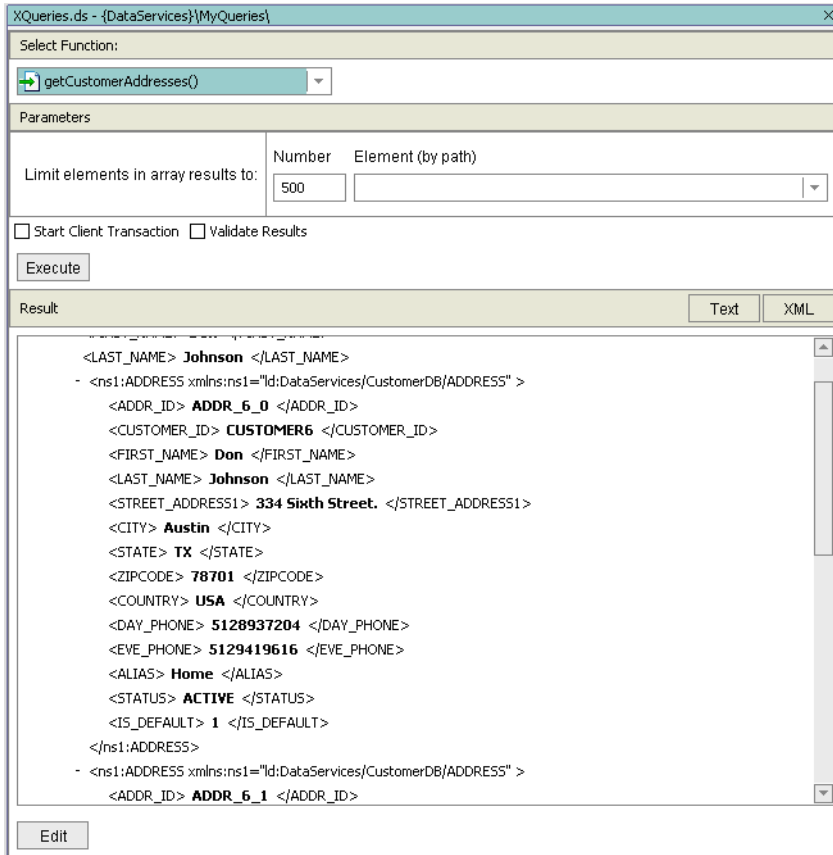 XQueries.ds - {DataServices}\MyQueries\
Select Function:
getCustomerAddresses()
Parameters
Number Element (by path)
Limit elements in array results to: 500
Start Client Transaction Validate Results
Execute
Result Text XML
<LAST_NAME> Johnson </LAST_NAME>
- <ns1:ADDRESS xmlns:ns1="ld:DataServices/CustomerDB/ADDRESS" >
<ADDR_ID> ADDR_6_0 </ADDR_ID>
<CUSTOMER_ID> CUSTOMER6 </CUSTOMER_ID>
<FIRST_NAME> Don </FIRST_NAME>
<LAST_NAME> Johnson </LAST_NAME>
<STREET_ADDRESS1> 334 Sixth Street. </STREET_ADDRESS1>
<CITY> Austin </CITY>
<STATE> TX </STATE>
<ZIPCODE> 78701 </ZIPCODE>
<COUNTRY> USA </COUNTRY>
<DAY_PHONE> 5128937204 </DAY_PHONE>
<EVE_PHONE> 5129419616 </EVE_PHONE>
<ALIAS> Home </ALIAS>
<STATUS> ACTIVE </STATUS>
<IS_DEFAULT> 1 </IS_DEFAULT>
</ns1:ADDRESS>
- <ns1:ADDRESS xmlns:ns1="ld:DataServices/CustomerDB/ADDRESS" >
<ADDR_ID> ADDR_6_1 </ADDR_ID>
Edit